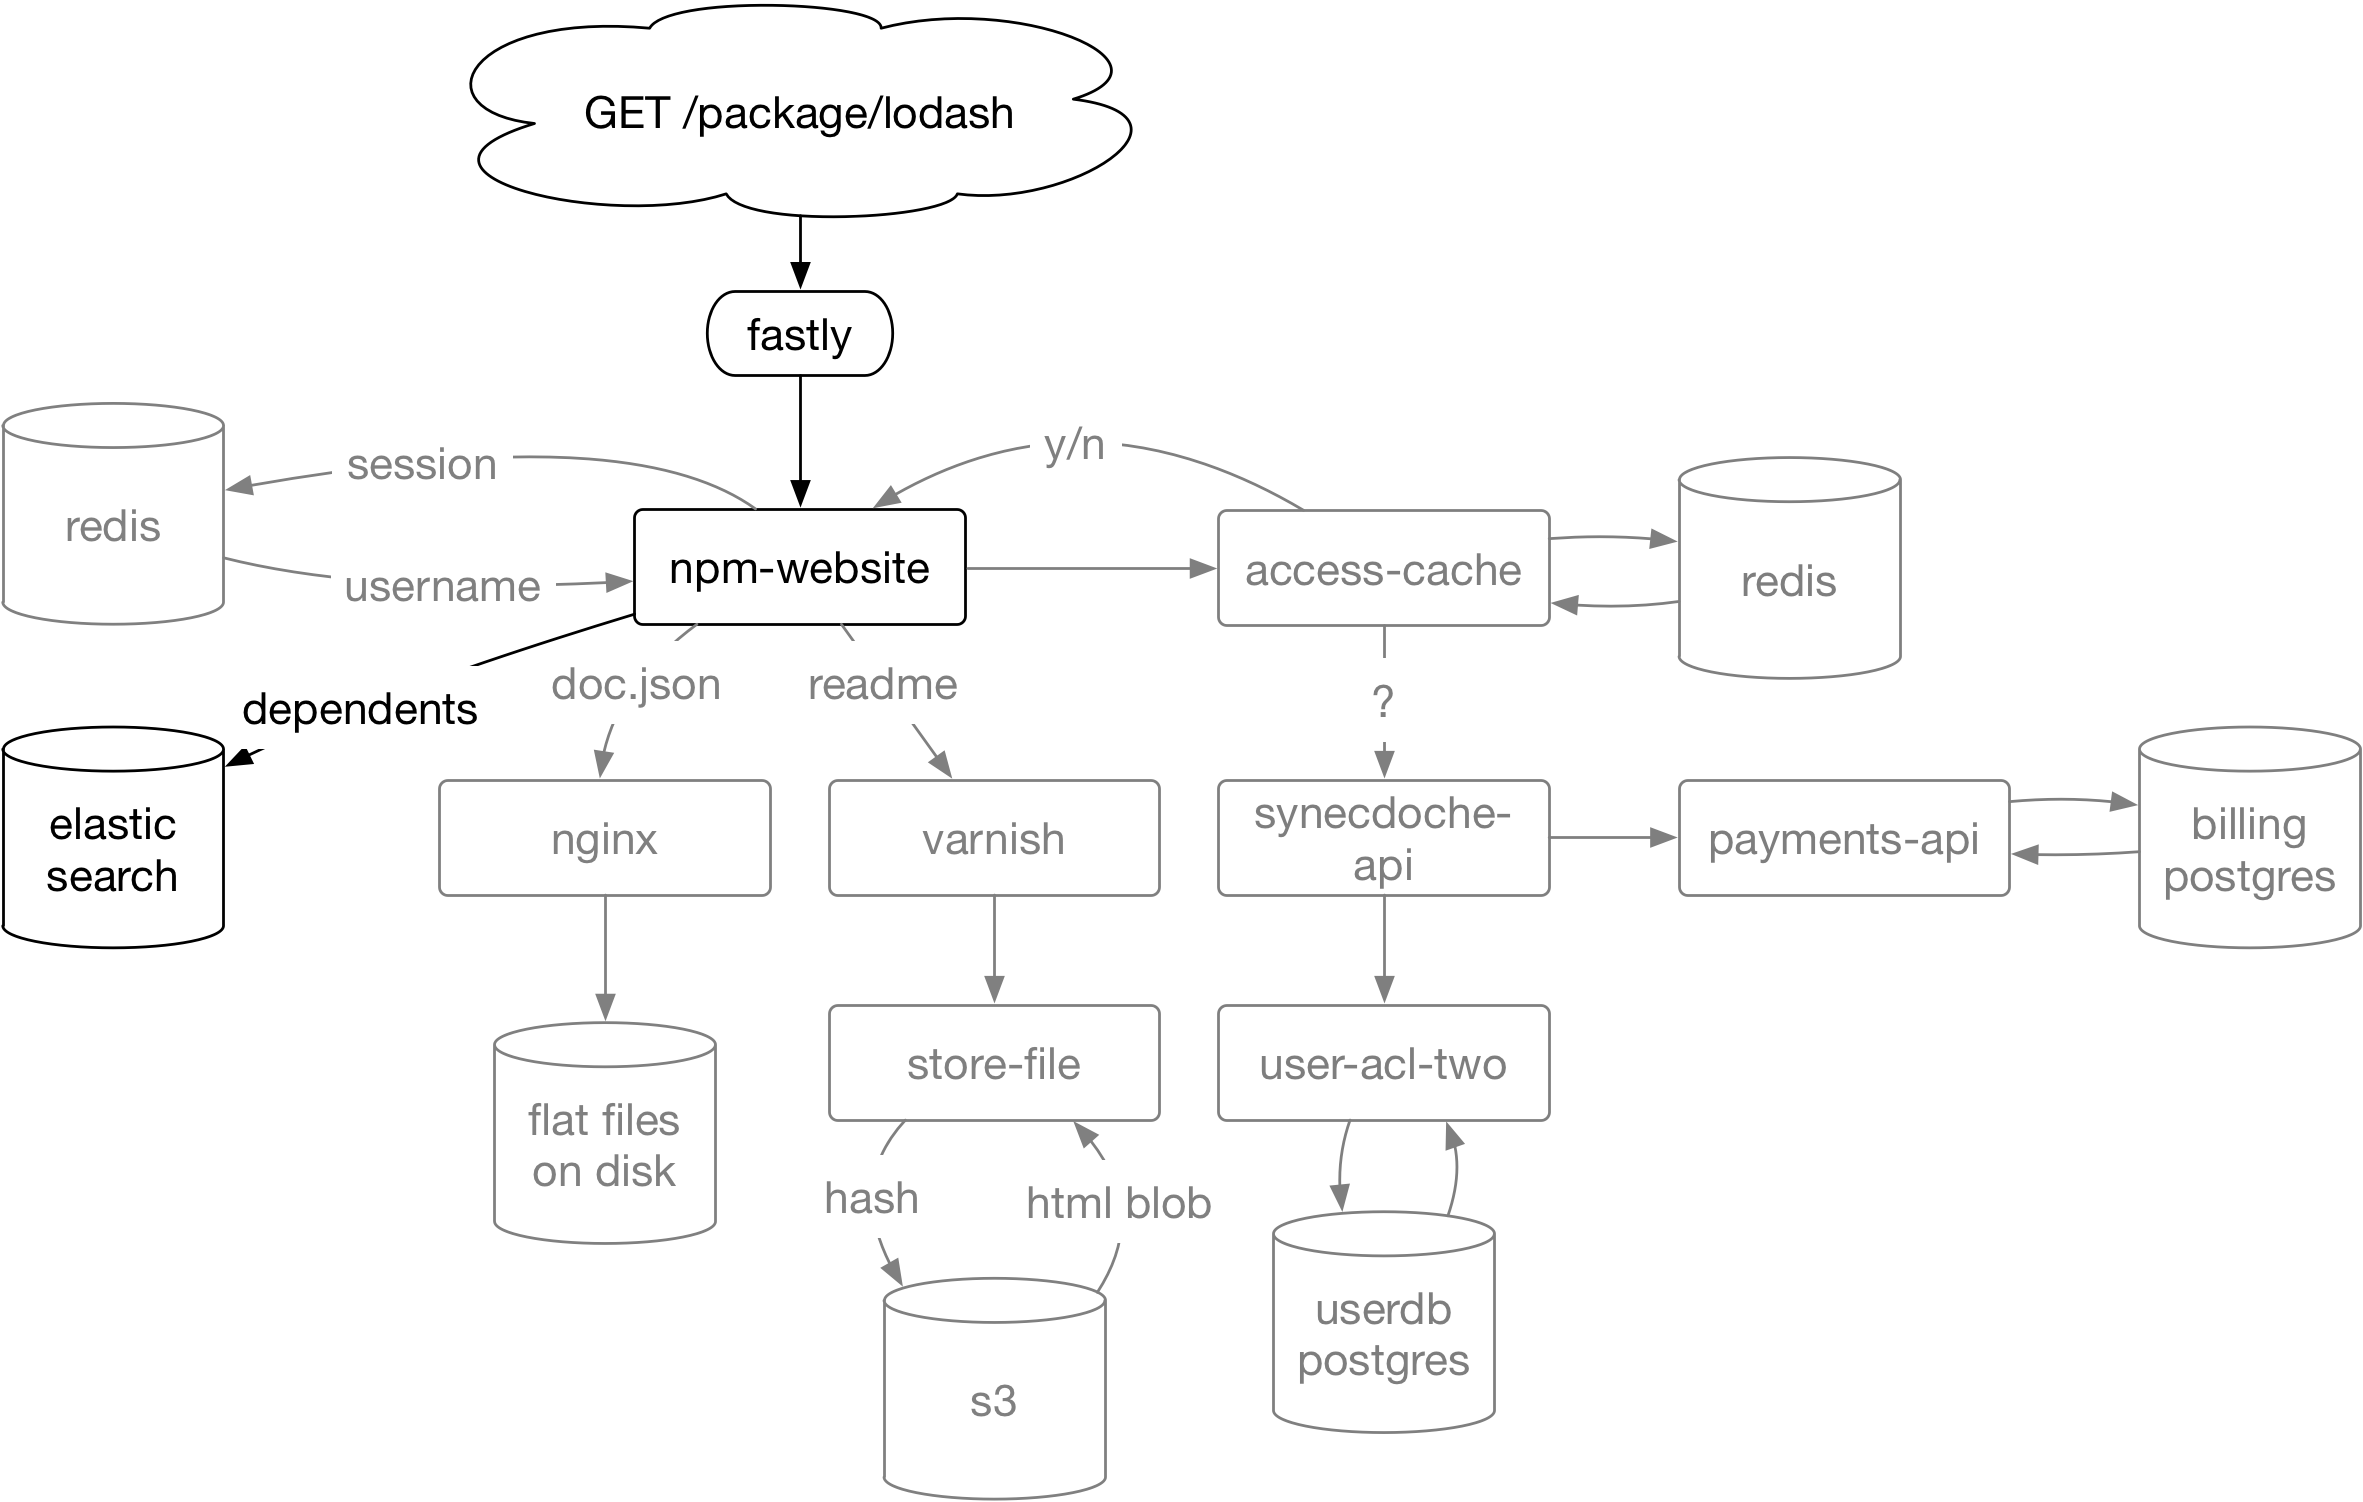 GET /package/lodash
fastly
session
y/n
redis
username
npm-website
access-cache
redis
dependents
doc.json
readme
?
elastic
search
nginx
varnish
synecdoche-
api
payments-api
billing
postgres
flat files
on disk
store-file
user-acl-two
hash
html blob
s3
userdb
postgres